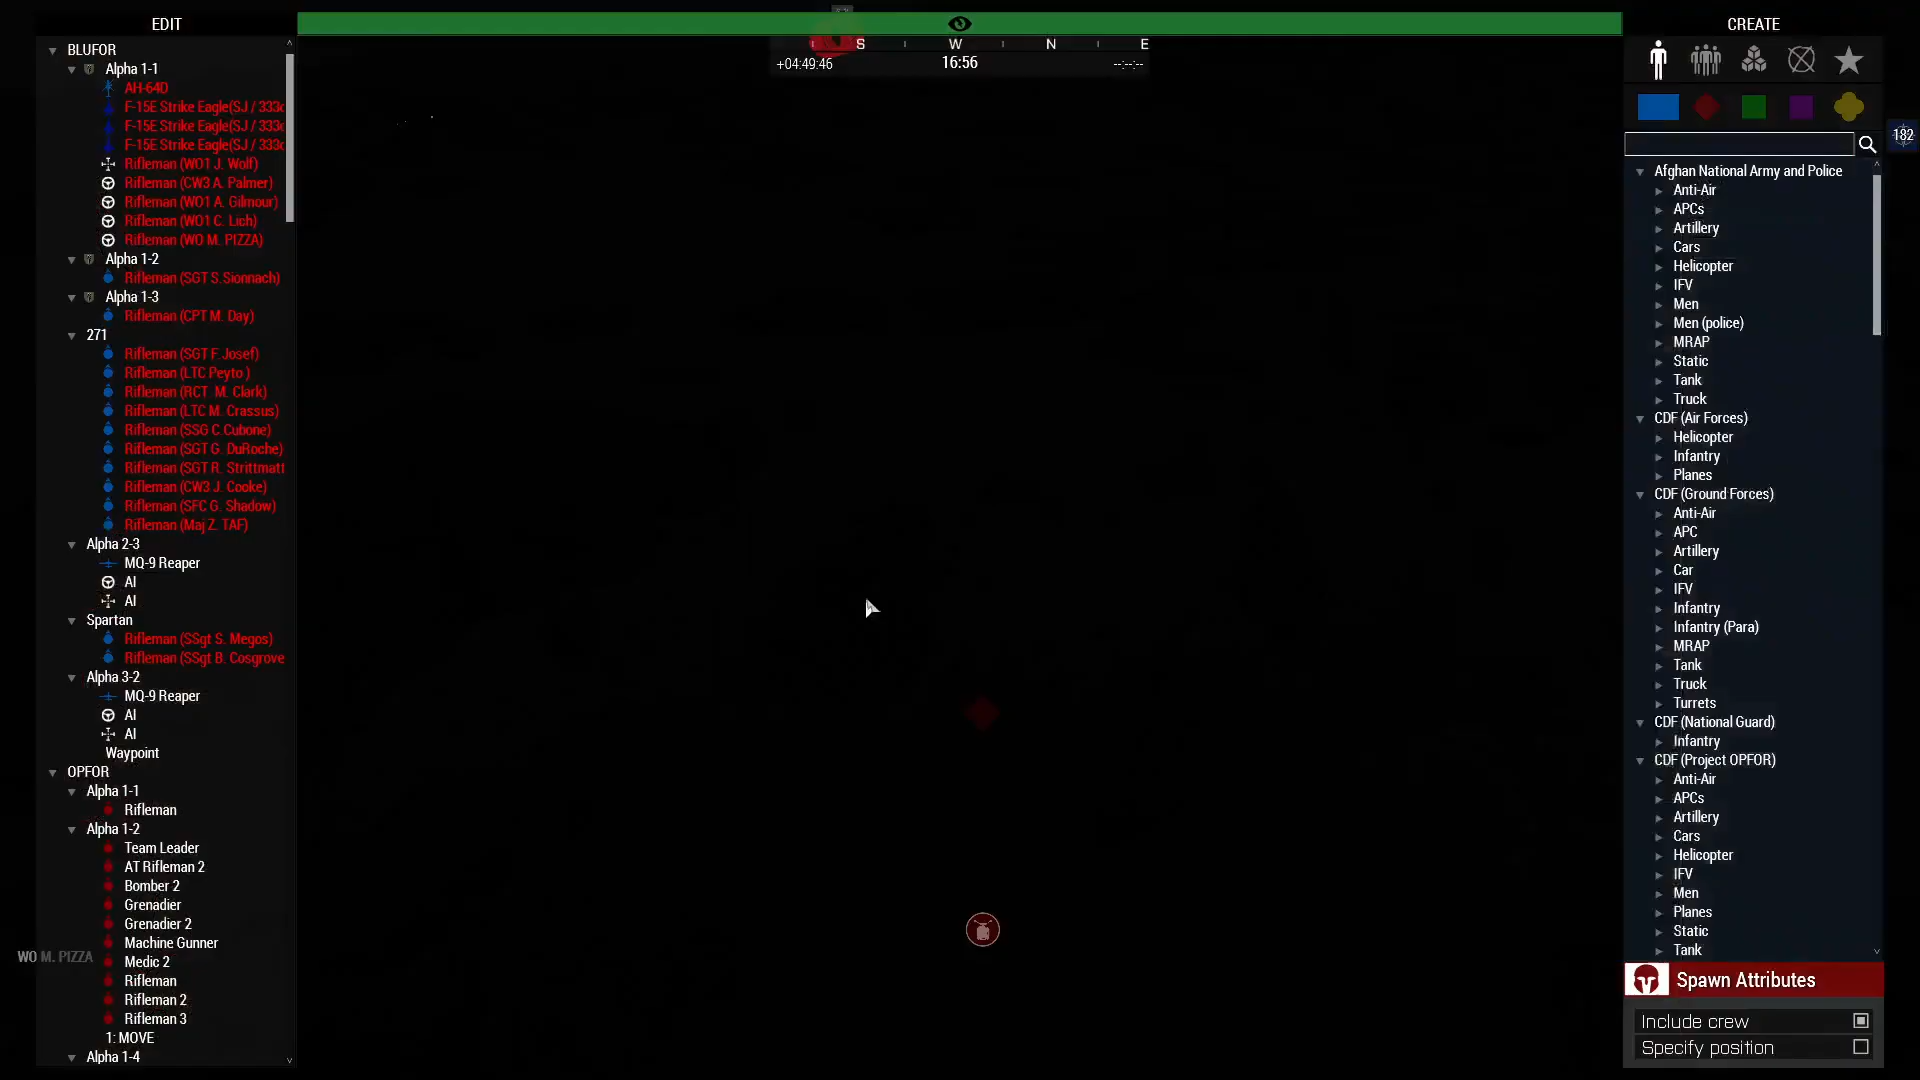 EDIT
BLUFOR
Alpha 1-1
AH-64D
F-15E Strike Eagle(SJ / 333
F-15E Strike Eagle(SJ / 333
F-15E Strike Eagle(SJ / 333
Rifleman (WO1 J. Wolf)
Rifleman (CW3 A. Palmer)
Rifleman (WO1 A. Gilmour)
Rifleman (WO1 C. Lich)
Rifleman (WO M. PIZZA)
Alpha 1-2
Rifleman (SGT S.Sionnach)
Alpha 1-3
Rifleman (CPT M. Day)
271
Rifleman (SGT F. Josef)
Rifleman (LTC Peyto )
Rifleman (RCT  M. Clark)
Rifleman (LTC M. Crassus)
Rifleman (SSG C.Cubone)
Rifleman (SGT G. DuRoche)
Rifleman (SGT R. Strittmatt
Rifleman (CW3 J. Cooke)
Rifleman (SFC G. Shadow)
Rifleman (Maj Z. TAF)
Alpha 2-3
MQ-9 Reaper
AI
AI
Spartan
Rifleman (SSgt S. Megos)
Rifleman (SSgt B. Cosgrove
Alpha 3-2
MQ-9 Reaper
AI
AI
Waypoint
OPFOR
Alpha 1-1
Rifleman
Alpha 1-2
Team Leader
AT Rifleman 2
Bomber 2
Grenadier
Grenadier 2
Machine Gunner
Medic 2
Rifleman
Rifleman 2
Rifleman 3
1: MOVE
Alpha 1-4
WO M. PIZZA
S W N E
+04:49:46 16:56 --:--:--
CREATE
182
Afghan National Army and Police
Anti-Air
APCs
Artillery
Cars
Helicopter
IFV
Men
Men (police)
MRAP
Static
Tank
Truck
CDF (Air Forces)
Helicopter
Infantry
Planes
CDF (Ground Forces)
Anti-Air
APC
Artillery
Car
IFV
Infantry
Infantry (Para)
MRAP
Tank
Truck
Turrets
CDF (National Guard)
Infantry
CDF (Project OPFOR)
Anti-Air
APCs
Artillery
Cars
Helicopter
IFV
Men
Planes
Static
Tank
Spawn Attributes
Include crew
Specify position